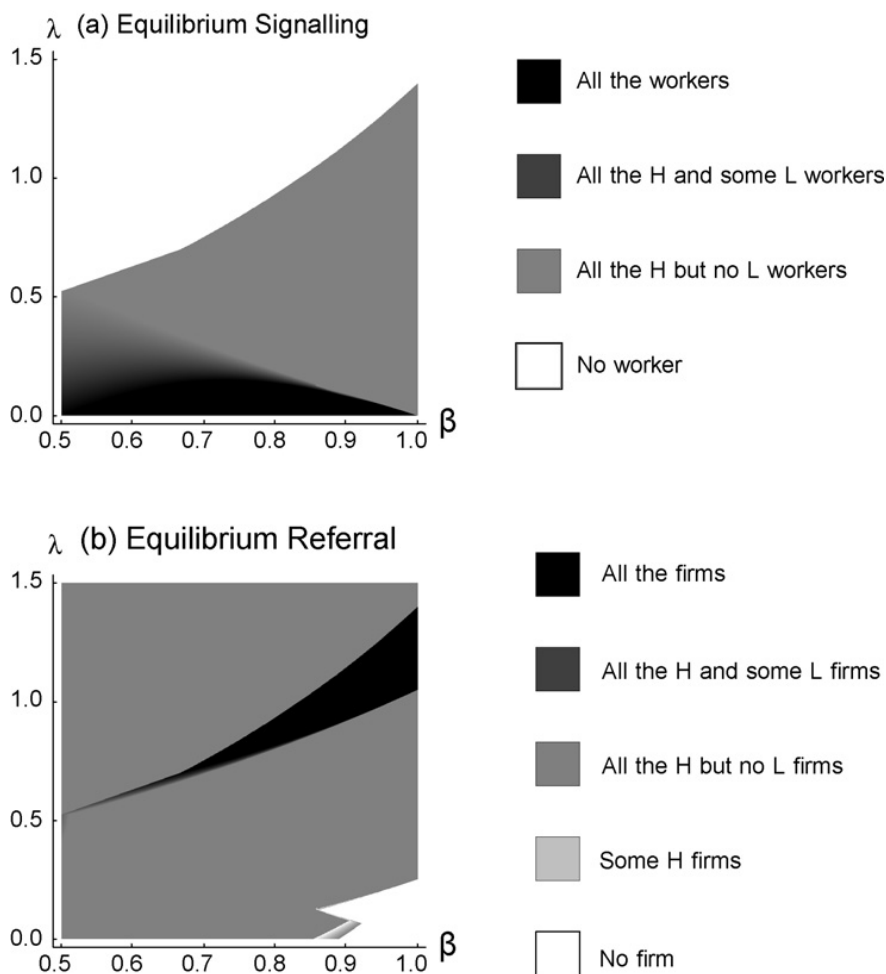 λ (a) Equilibrium Signalling
1.5
1.0
0.5
0.0
0.5 0.6 0.7 0.8 0.9 1.0 β
All the workers
All the H and some L workers
All the H but no L workers
No worker
λ (b) Equilibrium Referral
1.5
1.0
0.5
0.0
0.5 0.6 0.7 0.8 0.9 1.0 β
All the firms
All the H and some L firms
All the H but no L firms
Some H firms
No firm